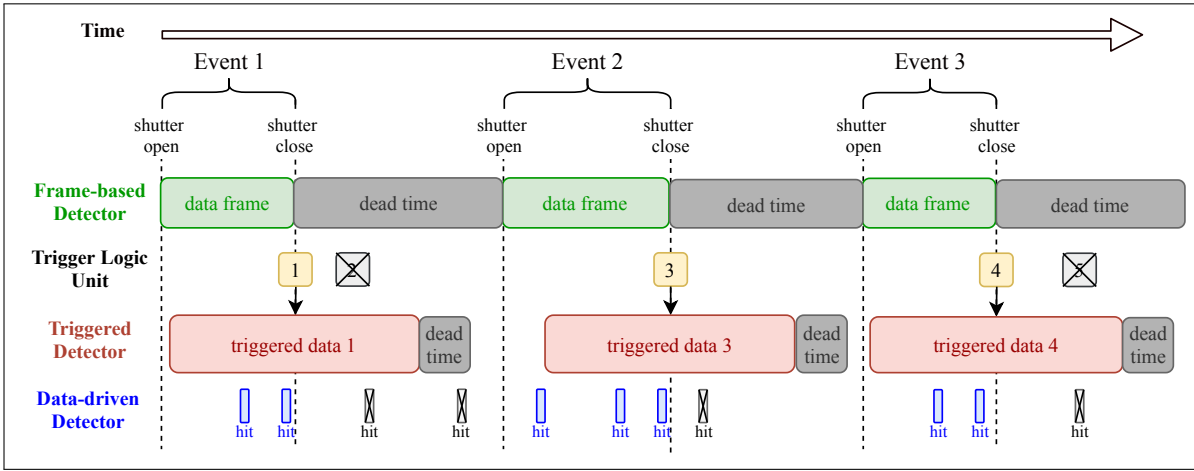 Time
Event 1
Event 2
Event 3
shutter
open
shutter
close
shutter
open
shutter
close
shutter
open
shutter
close
Frame-based
Detector
data frame
dead time
data frame
dead time
data frame
dead time
Trigger Logic
Unit
1
2
3
4
5
Triggered
Detector
triggered data 1
dead
time
triggered data 3
dead
time
triggered data 4
dead
time
Data-driven
Detector
hit
hit
hit
hit
hit
hit
hit
hit
hit
hit
hit